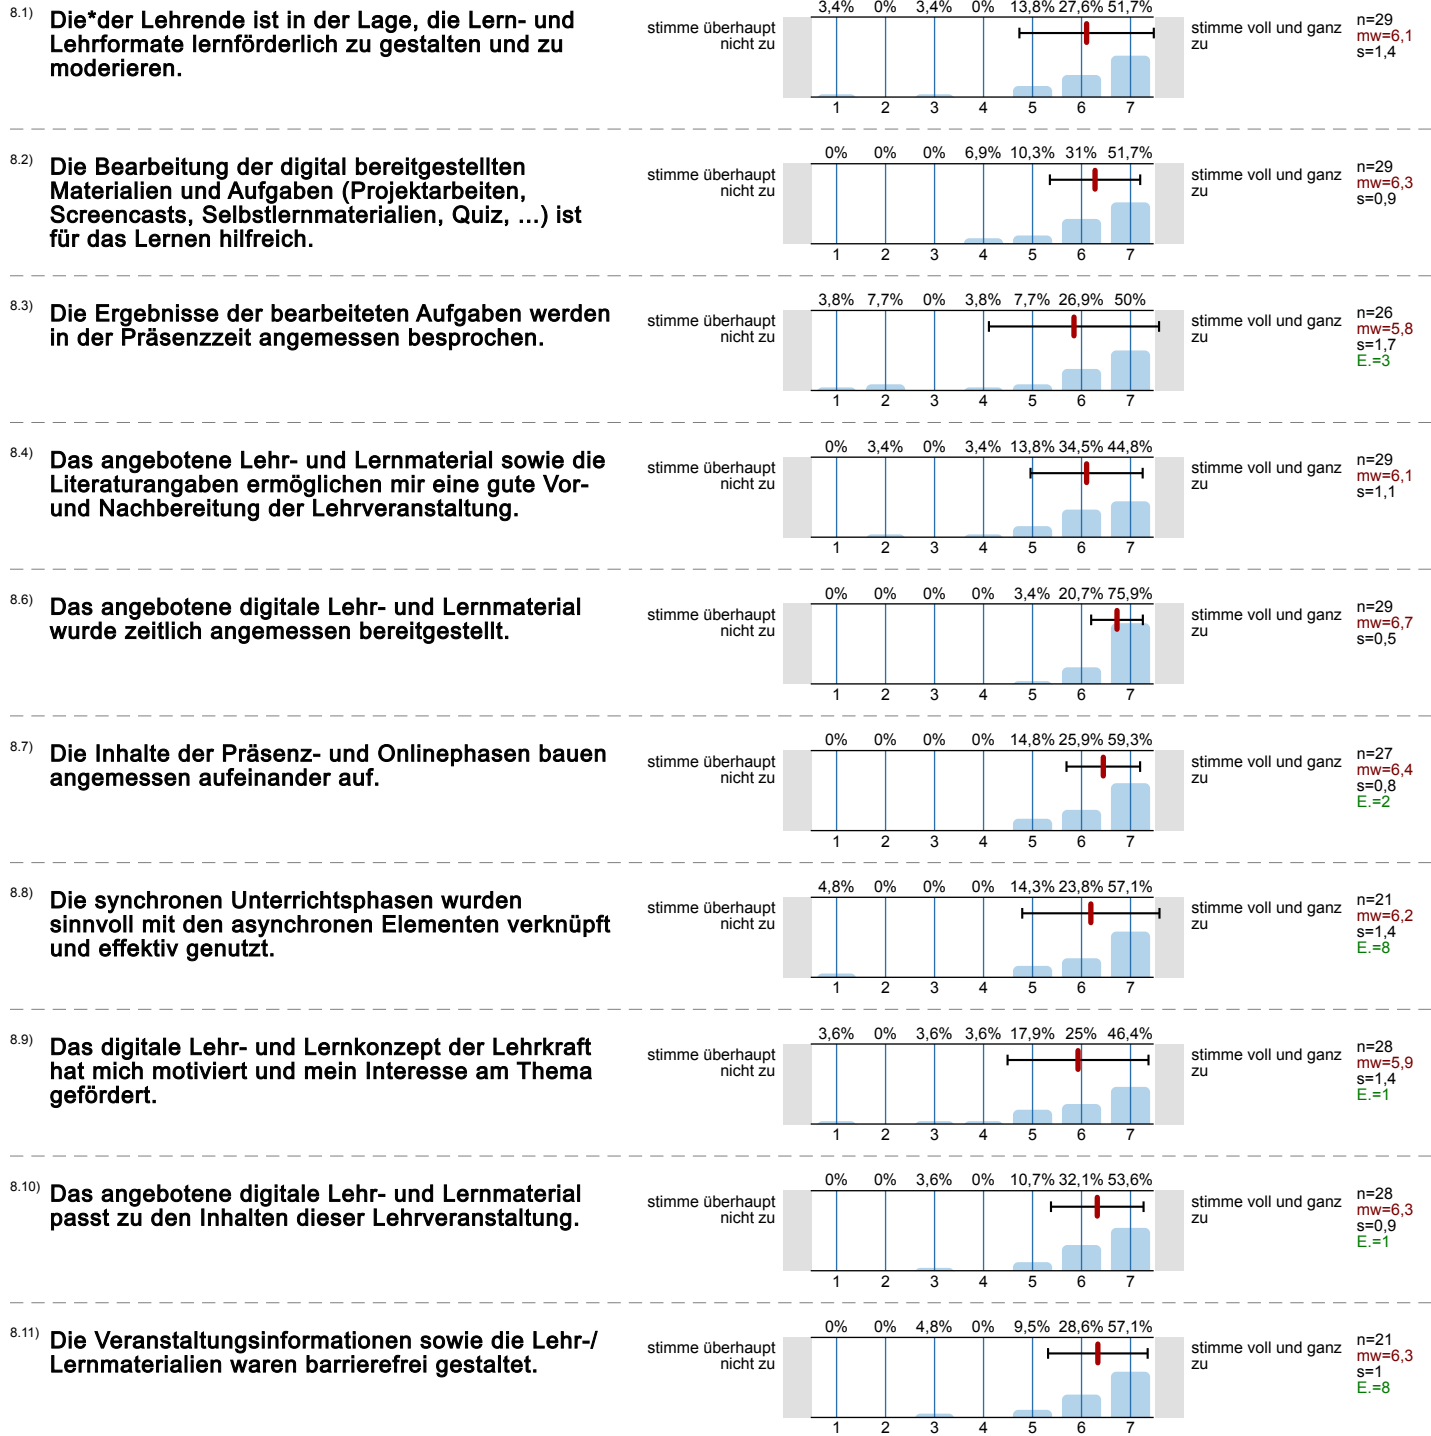 8.1) Die*der Lehrende ist in der Lage, die Lern- und
Lehrformate lernförderlich zu gestalten und zu
moderieren.
stimme überhaupt
nicht zu
3,4% 0% 3,4% 0% 13,8% 27,6% 51,7%
1 2 3 4 5 6 7
stimme voll und ganz
zu
n=29
mw=6,1
s=1,4
8.2) Die Bearbeitung der digital bereitgestellten
Materialien und Aufgaben (Projektarbeiten,
Screencasts, Selbstlernmaterialien, Quiz, ...) ist
für das Lernen hilfreich.
stimme überhaupt
nicht zu
0% 0% 0% 6,9% 10,3% 31% 51,7%
1 2 3 4 5 6 7
stimme voll und ganz
zu
n=29
mw=6,3
s=0,9
8.3) Die Ergebnisse der bearbeiteten Aufgaben werden
in der Präsenzzeit angemessen besprochen.
stimme überhaupt
nicht zu
3,8% 7,7% 0% 3,8% 7,7% 26,9% 50%
1 2 3 4 5 6 7
stimme voll und ganz
zu
n=26
mw=5,8
s=1,7
E.=3
8.4) Das angebotene Lehr- und Lernmaterial sowie die
Literaturangaben ermöglichen mir eine gute Vor-
und Nachbereitung der Lehrveranstaltung.
stimme überhaupt
nicht zu
0% 3,4% 0% 3,4% 13,8% 34,5% 44,8%
1 2 3 4 5 6 7
stimme voll und ganz
zu
n=29
mw=6,1
s=1,1
8.6) Das angebotene digitale Lehr- und Lernmaterial
wurde zeitlich angemessen bereitgestellt.
stimme überhaupt
nicht zu
0% 0% 0% 0% 3,4% 20,7% 75,9%
1 2 3 4 5 6 7
stimme voll und ganz
zu
n=29
mw=6,7
s=0,5
8.7) Die Inhalte der Präsenz- und Onlinephasen bauen
angemessen aufeinander auf.
stimme überhaupt
nicht zu
0% 0% 0% 0% 14,8% 25,9% 59,3%
1 2 3 4 5 6 7
stimme voll und ganz
zu
n=27
mw=6,4
s=0,8
E.=2
8.8) Die synchronen Unterrichtsphasen wurden
sinnvoll mit den asynchronen Elementen verknüpft
und effektiv genutzt.
stimme überhaupt
nicht zu
4,8% 0% 0% 0% 14,3% 23,8% 57,1%
1 2 3 4 5 6 7
stimme voll und ganz
zu
n=21
mw=6,2
s=1,4
E.=8
8.9) Das digitale Lehr- und Lernkonzept der Lehrkraft
hat mich motiviert und mein Interesse am Thema
gefördert.
stimme überhaupt
nicht zu
3,6% 0% 3,6% 3,6% 17,9% 25% 46,4%
1 2 3 4 5 6 7
stimme voll und ganz
zu
n=28
mw=5,9
s=1,4
E.=1
8.10) Das angebotene digitale Lehr- und Lernmaterial
passt zu den Inhalten dieser Lehrveranstaltung.
stimme überhaupt
nicht zu
0% 0% 3,6% 0% 10,7% 32,1% 53,6%
1 2 3 4 5 6 7
stimme voll und ganz
zu
n=28
mw=6,3
s=0,9
E.=1
8.11) Die Veranstaltungsinformationen sowie die Lehr-/
Lernmaterialien waren barrierefrei gestaltet.
stimme überhaupt
nicht zu
0% 0% 4,8% 0% 9,5% 28,6% 57,1%
1 2 3 4 5 6 7
stimme voll und ganz
zu
n=21
mw=6,3
s=1
E.=8